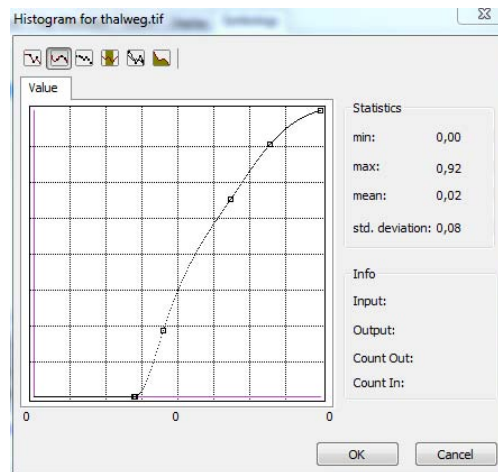 Histogram for thalweg.tif
Value
Statistics
min: 0,00
max: 0,92
mean: 0,02
std. deviation: 0,08
Info
Input:
Output:
Count Out:
Count In:
0 0 0
OK Cancel